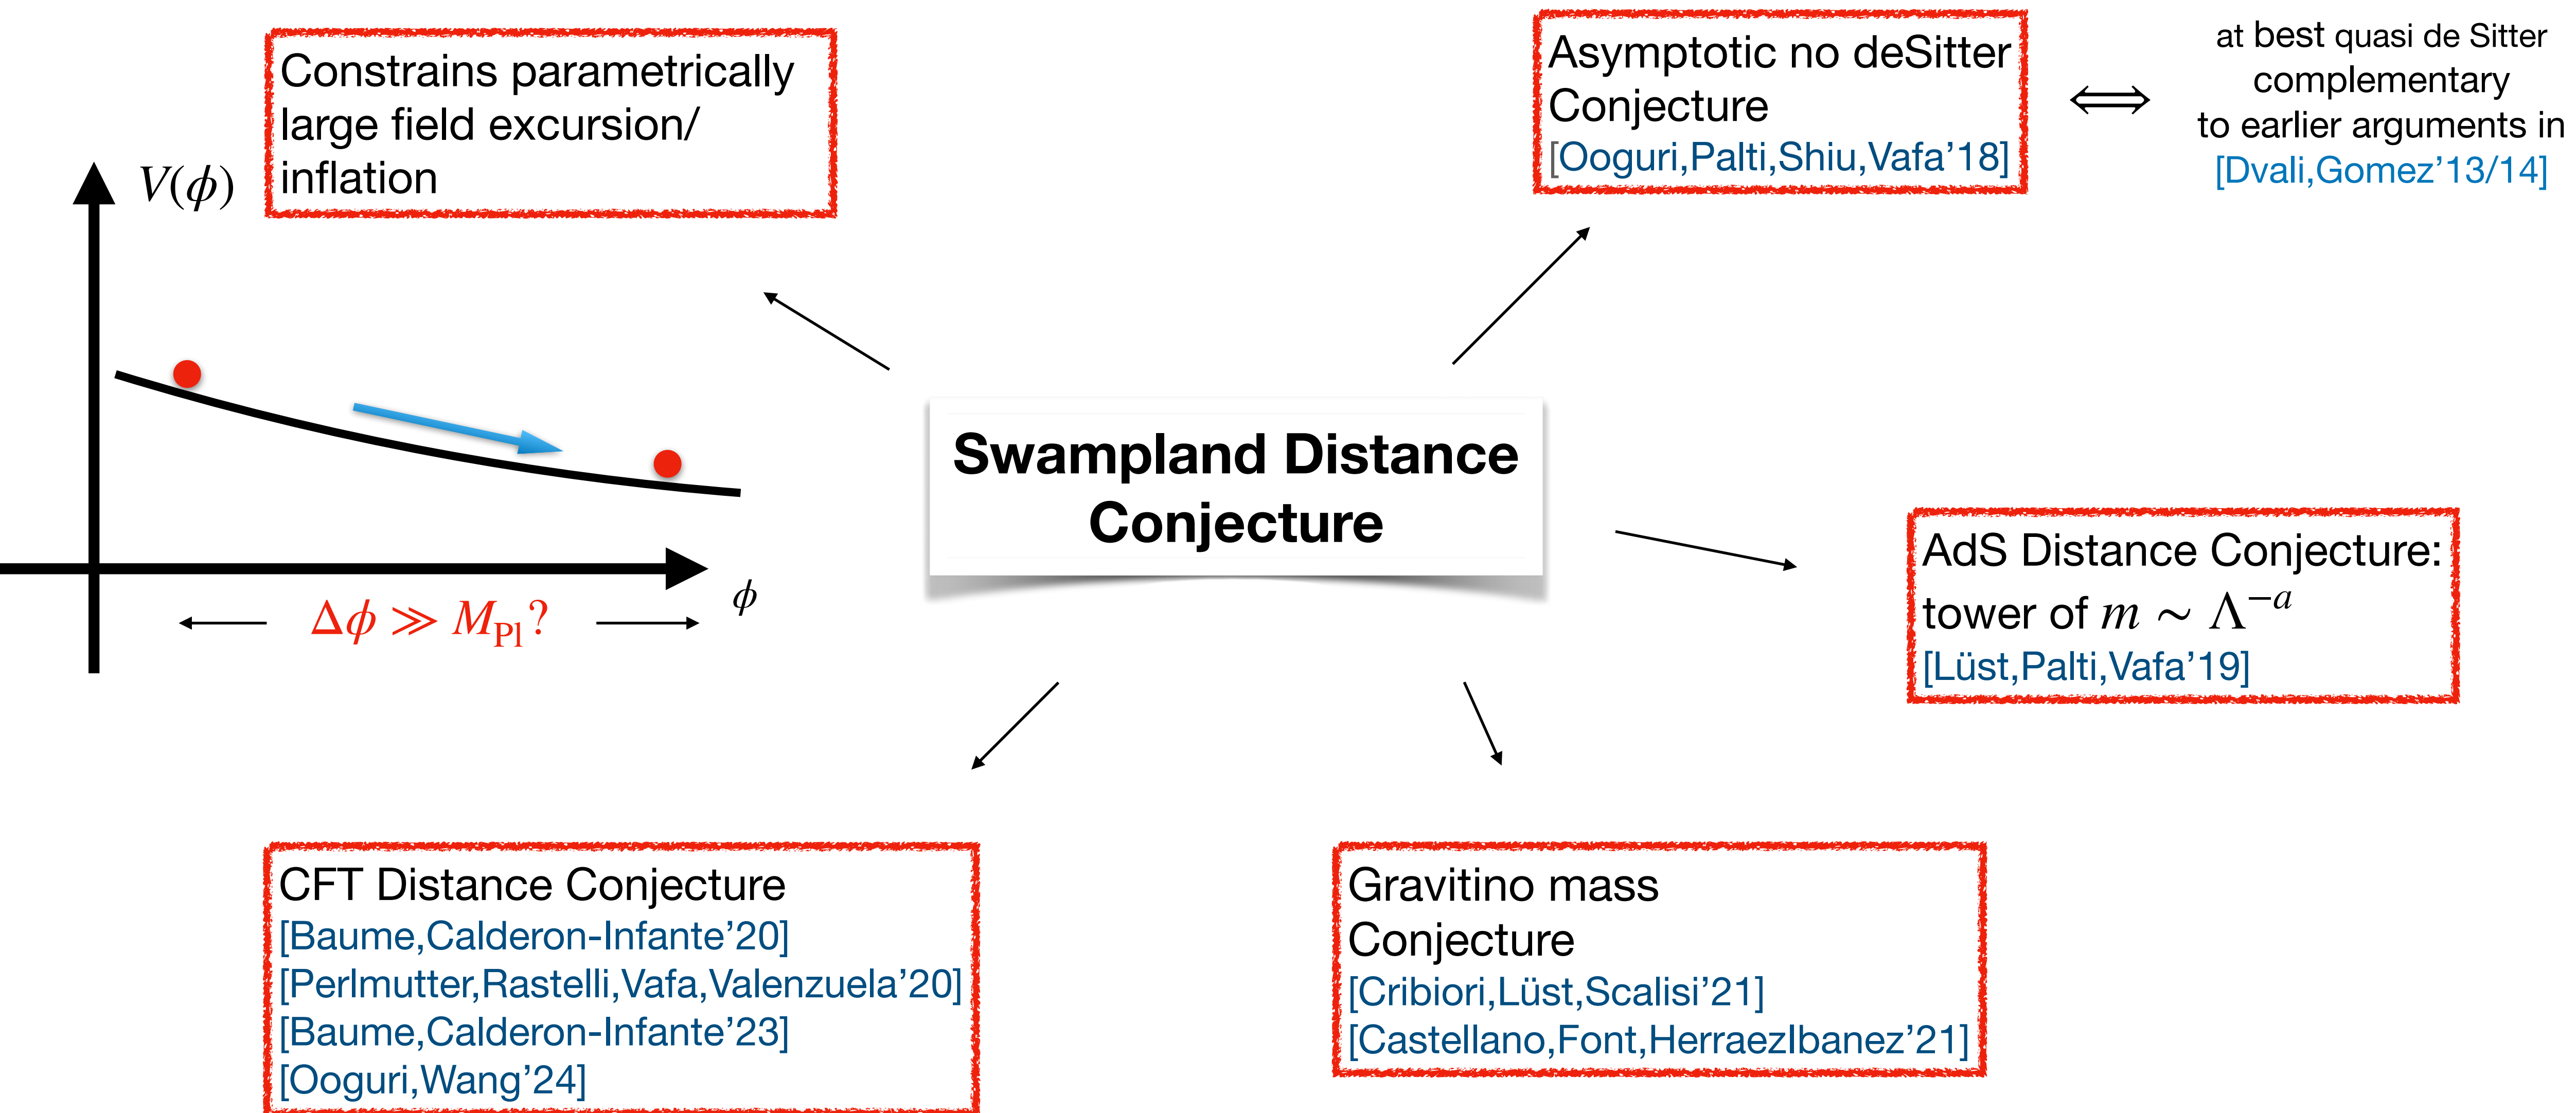 Constrains parametrically
large field excursion/
inflation
V(ϕ)
ϕ
Δϕ ≫ M_Pl?
Asymptotic no deSitter
Conjecture
[Ooguri,Palti,Shiu,Vafa’18]
⟺
at best quasi de Sitter
complementary
to earlier arguments in
[Dvali,Gomez’13/14]
Swampland Distance
Conjecture
AdS Distance Conjecture:
tower of m ∼ Λ^{−a}
[Lüst,Palti,Vafa’19]
CFT Distance Conjecture
[Baume,Calderon-Infante’20]
[Perlmutter,Rastelli,Vafa,Valenzuela’20]
[Baume,Calderon-Infante’23]
[Ooguri,Wang’24]
Gravitino mass
Conjecture
[Cribiori,Lüst,Scalisi’21]
[Castellano,Font,HerraezIbanez’21]